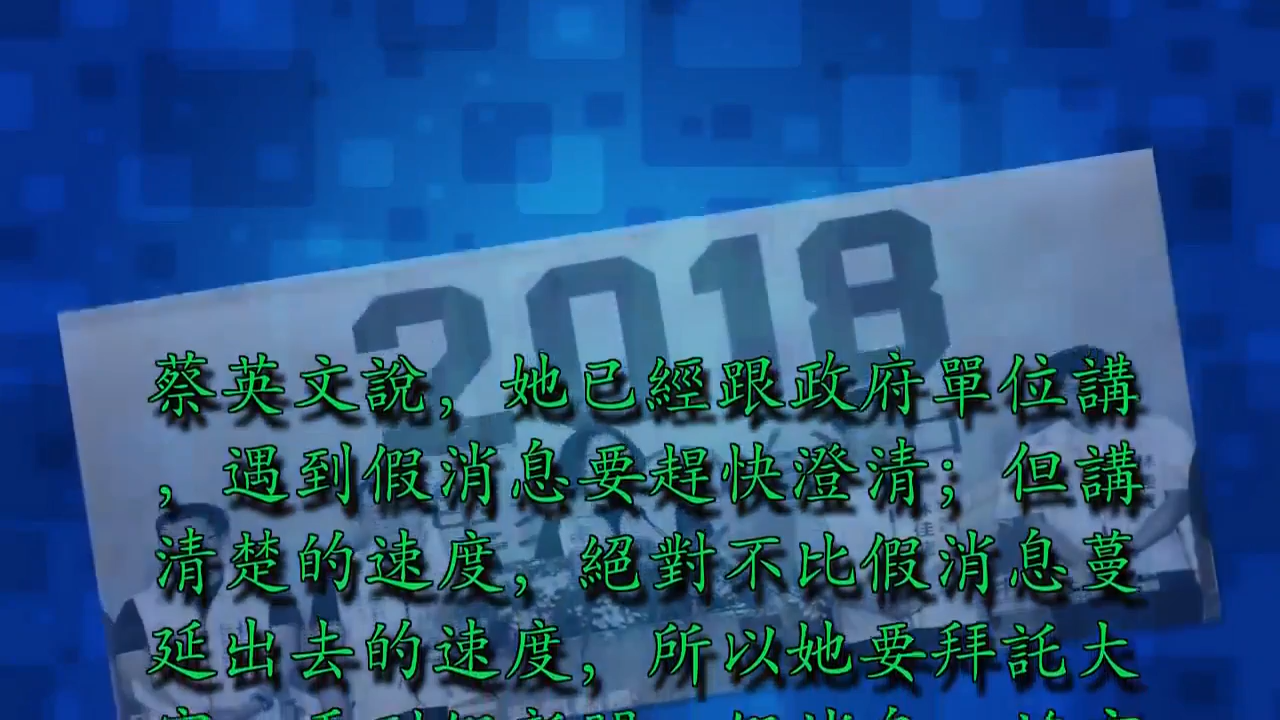 2018
蔡英文說，她已經跟政府單位講
，遇到假消息要趕快澄清；但講
清楚的速度，絕對不比假消息蔓
延出去的速度，所以她要拜託大